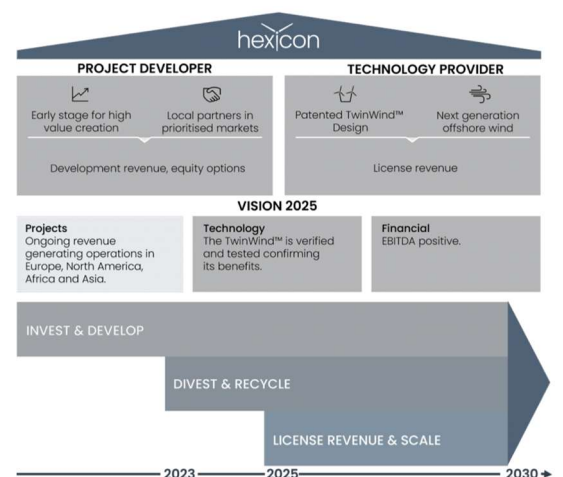 hexicon
PROJECT DEVELOPER
TECHNOLOGY PROVIDER
Early stage for high
value creation
Local partners in
prioritised markets
Development revenue, equity options
Patented TwinWind™
Design
Next generation
offshore wind
License revenue
VISION 2025
Projects
Ongoing revenue
generating operations in
Europe, North America,
Africa and Asia.
Technology
The TwinWind™ is verified
and tested confirming
its benefits.
Financial
EBITDA positive.
INVEST & DEVELOP
DIVEST & RECYCLE
LICENSE REVENUE & SCALE
2023 2025 2030